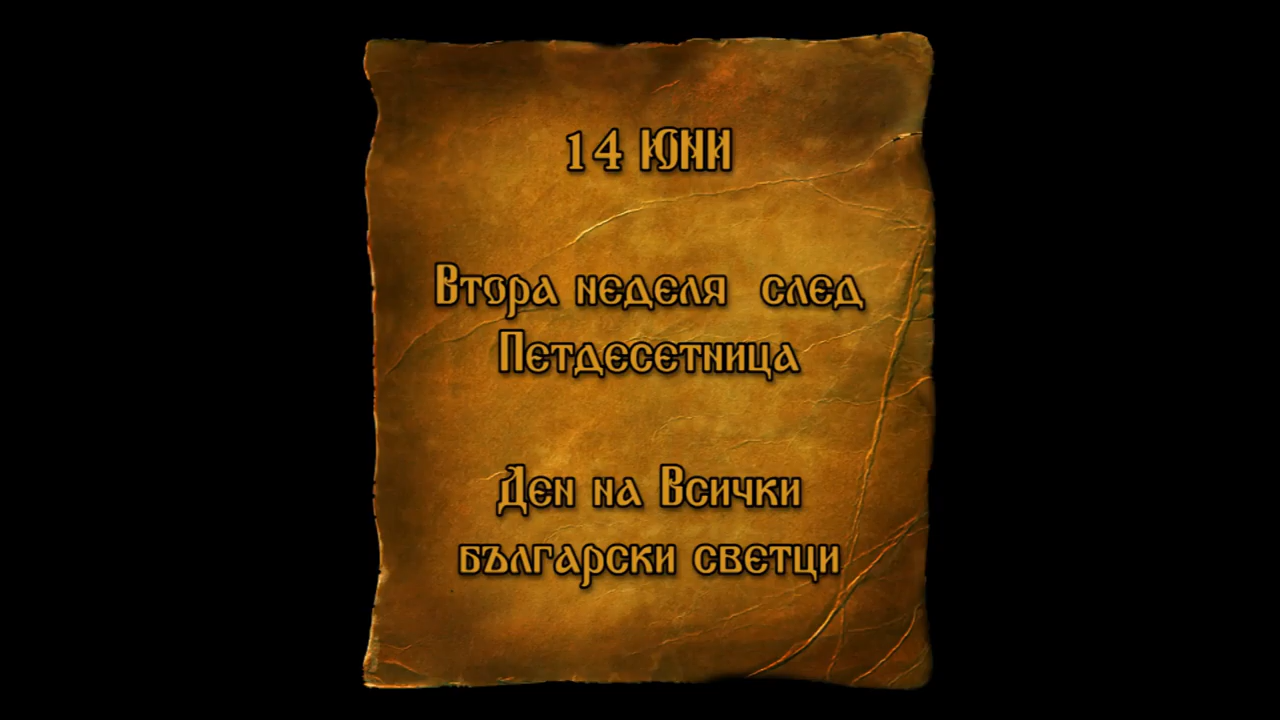 14 ЮНИ
Втора неделя след
Петдесетница
Ден на Всички
български светци